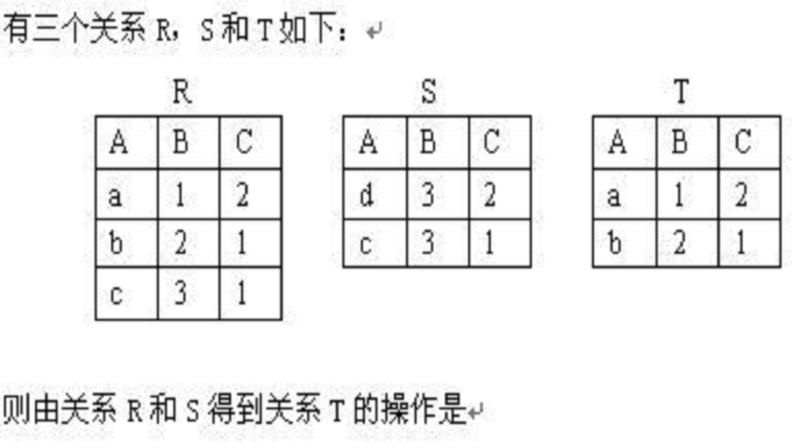 有三个关系 R，S 和 T 如下：
R S T
A B C A B C A B C
a 1 2 d 3 2 a 1 2
b 2 1 c 3 1 b 2 1
c 3 1
则由关系 R 和 S 得到关系 T 的操作是